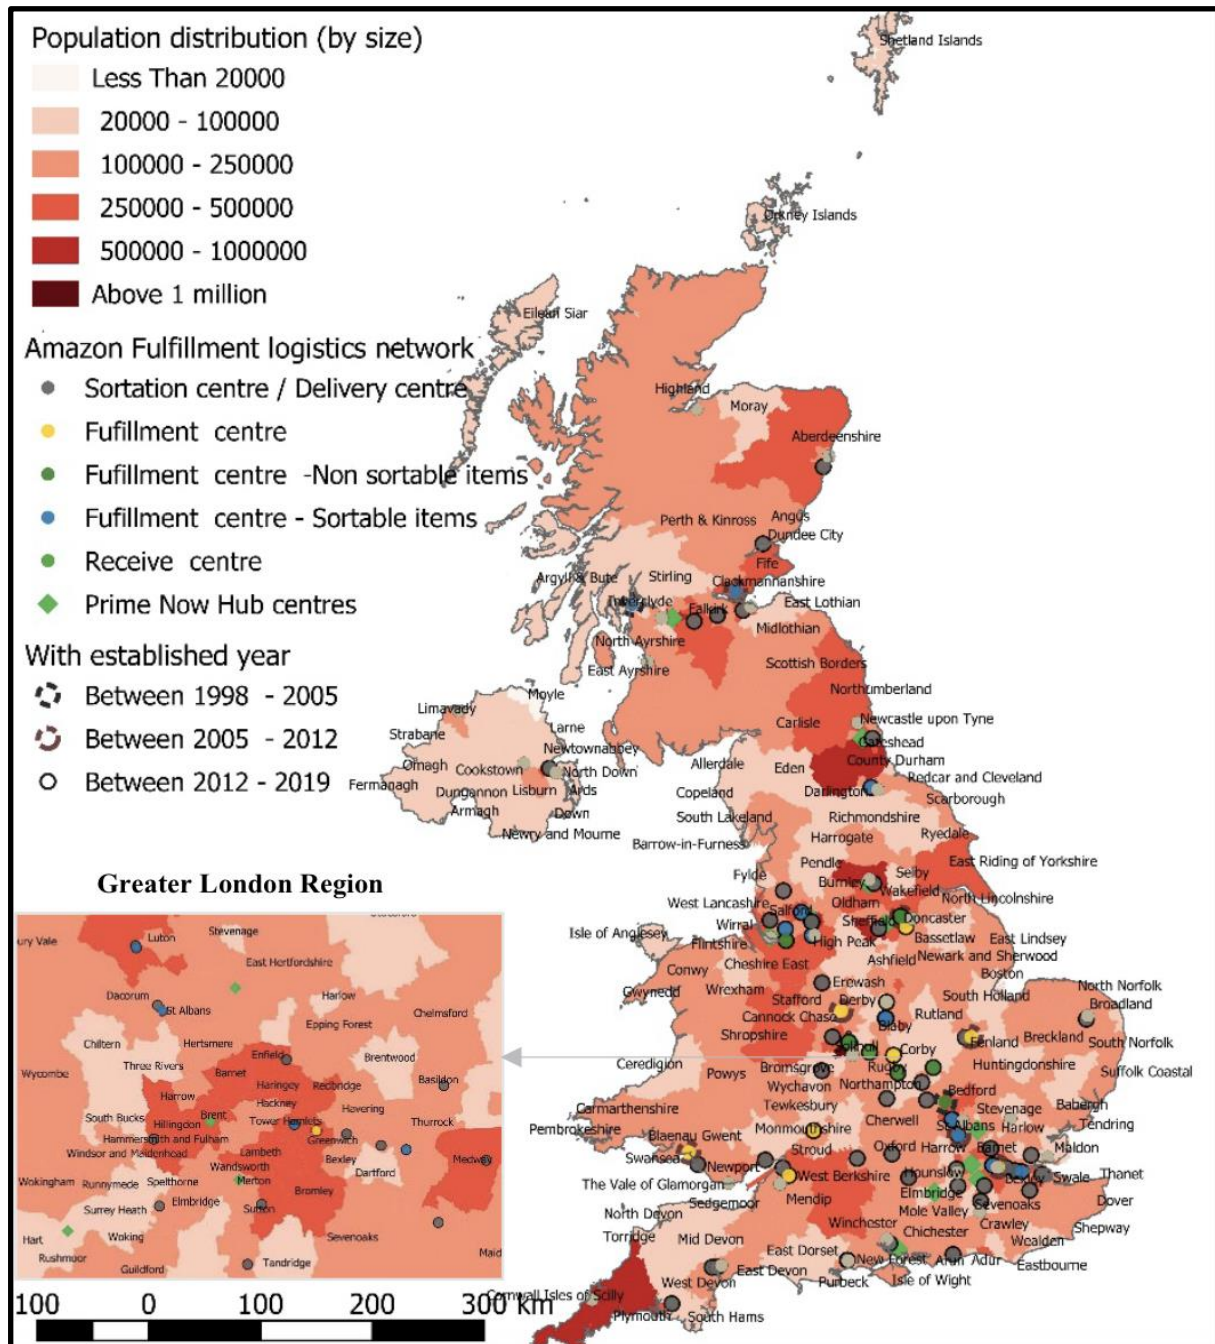 Population distribution (by size)
Less Than 20000
20000 - 100000
100000 - 250000
250000 - 500000
500000 - 1000000
Above 1 million
Amazon Fulfillment logistics network
Sortation centre / Delivery centre
Fufillment centre
Fufillment centre -Non sortable items
Fufillment centre - Sortable items
Receive centre
Prime Now Hub centres
With established year
Between 1998 - 2005
Between 2005 - 2012
Between 2012 - 2019
Shetland Islands
Orkney Islands
Eilean Siar
Highland
Moray
Aberdeenshire
Perth & Kinross
Angus
Dundee City
Fife
Argyll & Bute
Stirling
Clackmannanshire
Inverclyde
Falkirk
East Lothian
Midlothian
North Ayrshire
East Ayrshire
Scottish Borders
Northumberland
Moyle
Limavady
Larne
Strabane
Newtownabbey
Omagh
Cookstown
North Down
Fermanagh
Dungannon
Lisburn
Ards
Armagh
Down
Newry and Mourne
Carlisle
Newcastle upon Tyne
Gateshead
Allerdale
Eden
County Durham
Redcar and Cleveland
Copeland
Darlington
Scarborough
South Lakeland
Richmondshire
Barrow-in-Furness
Harrogate
Ryedale
Pendle
East Riding of Yorkshire
Fylde
Burnley
Selby
Wakefield
North Lincolnshire
West Lancashire
Oldham
Salford
Isle of Anglesey
Wirral
Sheffield
Doncaster
Flintshire
High Peak
Bassetlaw
East Lindsey
Conwy
Cheshire East
Ashfield
Newark and Sherwood
Gwynedd
Wrexham
Erewash
Boston
Stafford
Derby
South Holland
North Norfolk
Broadland
Cannock Chase
Blaby
Rutland
Shropshire
Fenland
Breckland
South Norfolk
Solihull
Corby
Ceredigion
Powys
Bromsgrove
Rugby
Huntingdonshire
Suffolk Coastal
Wychavon
Northampton
Bedford
Carmarthenshire
Tewkesbury
Cherwell
Stevenage
Babergh
Pembrokeshire
Blaenau Gwent
Monmouthshire
St Albans
Harlow
Tendring
Swansea
Stroud
Oxford
Harrow
Barnet
Maldon
Newport
West Berkshire
Hounslow
Bexley
Swale
Thanet
The Vale of Glamorgan
Sedgemoor
Mendip
Elmbridge
Sevenoaks
Dover
North Devon
Mole Valley
Crawley
Shepway
Torridge
Mid Devon
Winchester
Chichester
Wealden
East Dorset
New Forest
Arun
Adur
Eastbourne
West Devon
East Devon
Purbeck
Isle of Wight
Cornwall Isles of Scilly
Plymouth
South Hams
Greater London Region
ury Vale
Luton
Stevenage
East Hertfordshire
Dacorum
St Albans
Harlow
Chelmsford
Epping Forest
Chiltern
Hertsmere
Three Rivers
Enfield
Brentwood
Wycombe
Barnet
Haringey
Redbridge
Basildon
Harrow
Hackney
Havering
South Bucks
Hillingdon
Brent
Tower Hamlets
Thurrock
Hammersmith and Fulham
Greenwich
Windsor and Maidenhead
Lambeth
Bexley
Medway
Wokingham
Runnymede
Spelthorne
Wandsworth
Merton
Dartford
Surrey Heath
Elmbridge
Sutton
Bromley
Hart
Woking
Sevenoaks
Rushmoor
Guildford
Tandridge
Maid
100 0 100 200 300 km